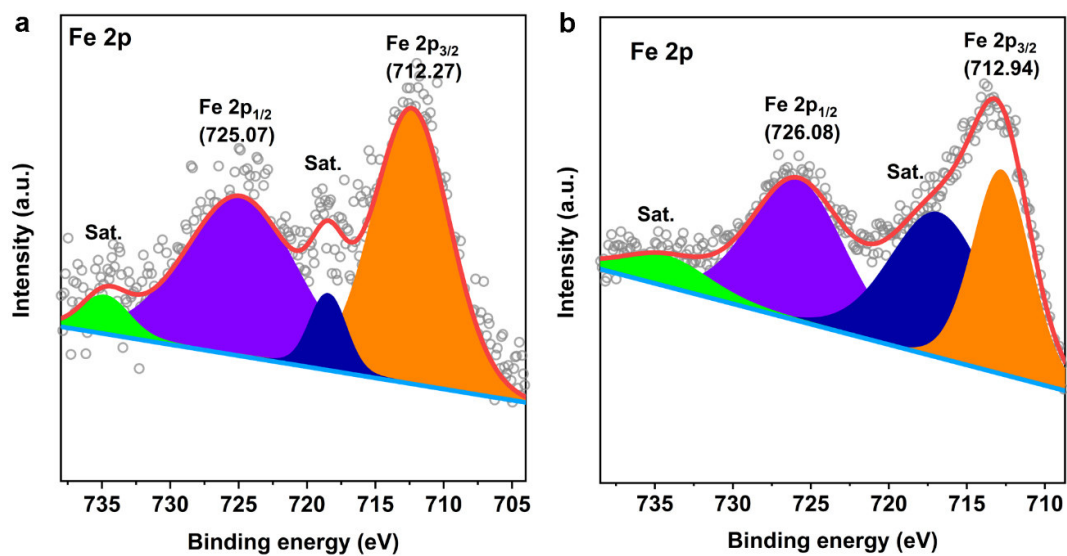 a
Fe 2p
Fe 2p3/2
(712.27)
Fe 2p1/2
(725.07)
Sat.
Sat.
Intensity (a.u.)
735 730 725 720 715 710 705
Binding energy (eV)
b
Fe 2p
Fe 2p3/2
(712.94)
Fe 2p1/2
(726.08)
Sat.
Sat.
Intensity (a.u.)
735 730 725 720 715 710
Binding energy (eV)